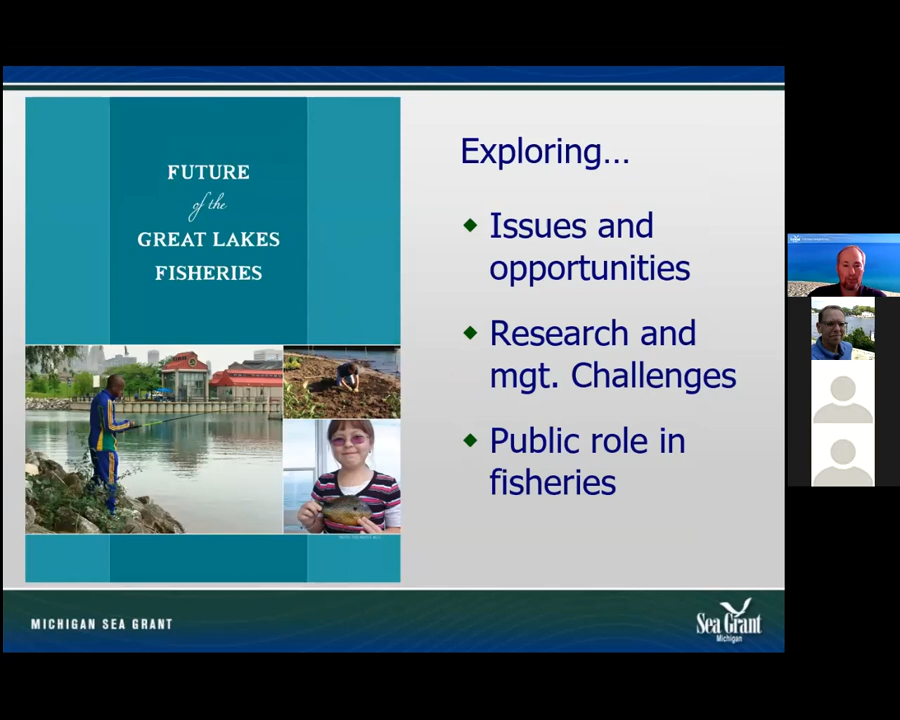 FUTURE
of the
GREAT LAKES
FISHERIES
Exploring…
Issues and
opportunities
Research and
mgt. Challenges
Public role in
fisheries
MICHIGAN SEA GRANT
Sea Grant
Michigan